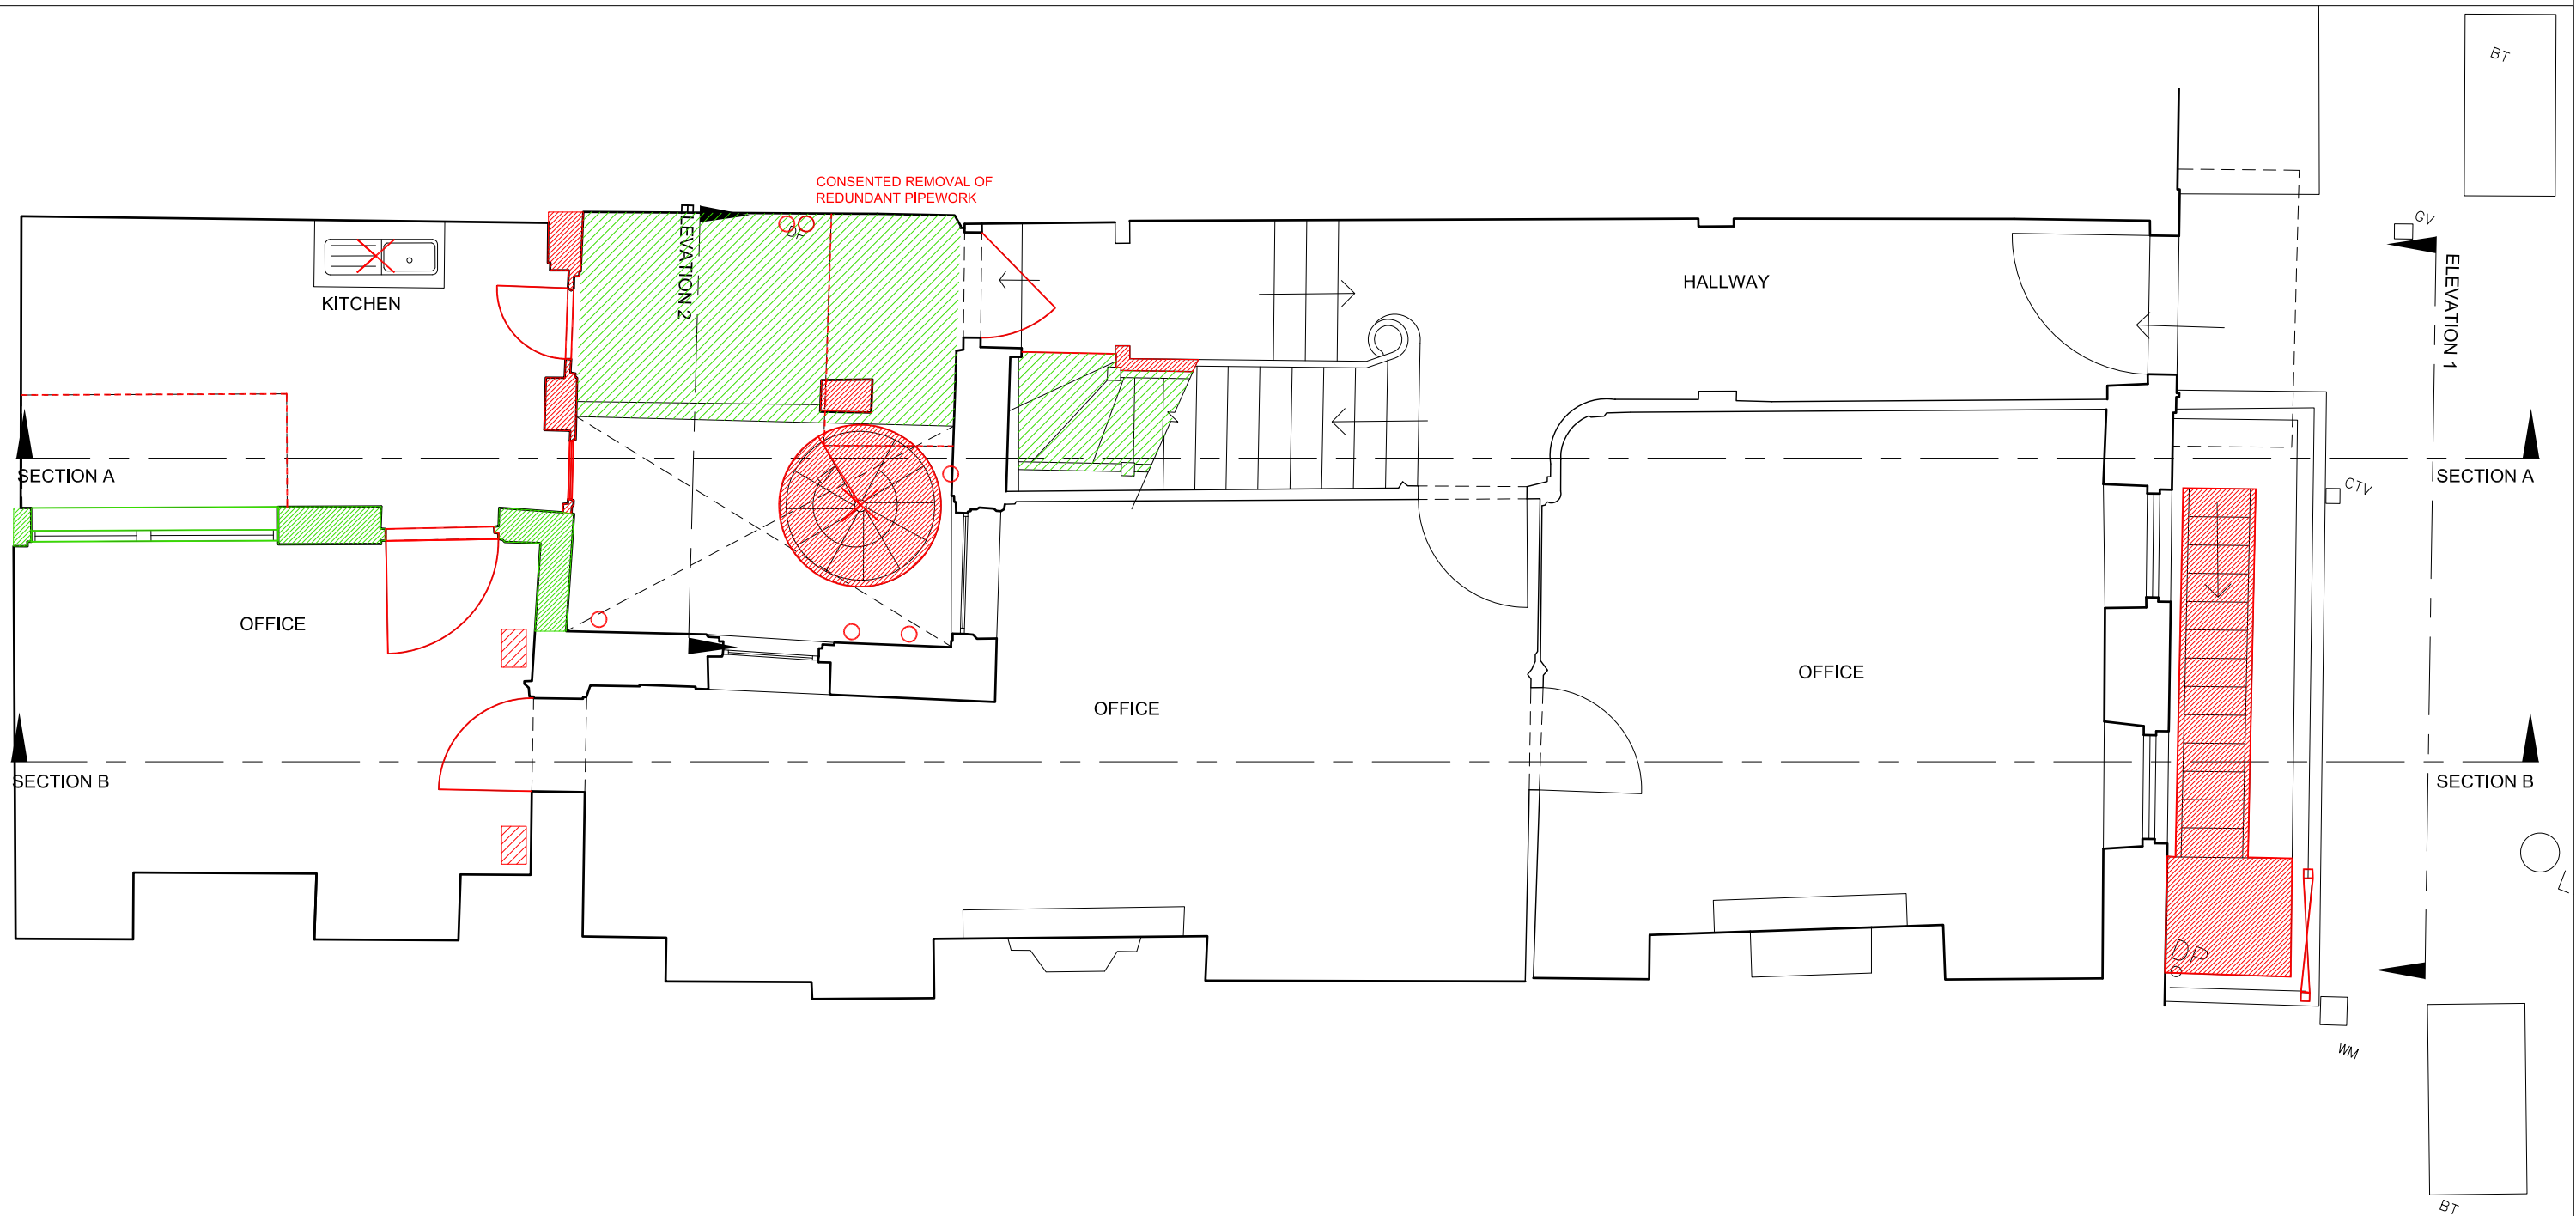 BT
CONSENTED REMOVAL OF
REDUNDANT PIPEWORK
ELEVATION 2
DP
GV
KITCHEN
HALLWAY
ELEVATION 1
SECTION A
SECTION A
CTV
OFFICE
OFFICE
OFFICE
SECTION B
SECTION B
L
DP
WM
BT